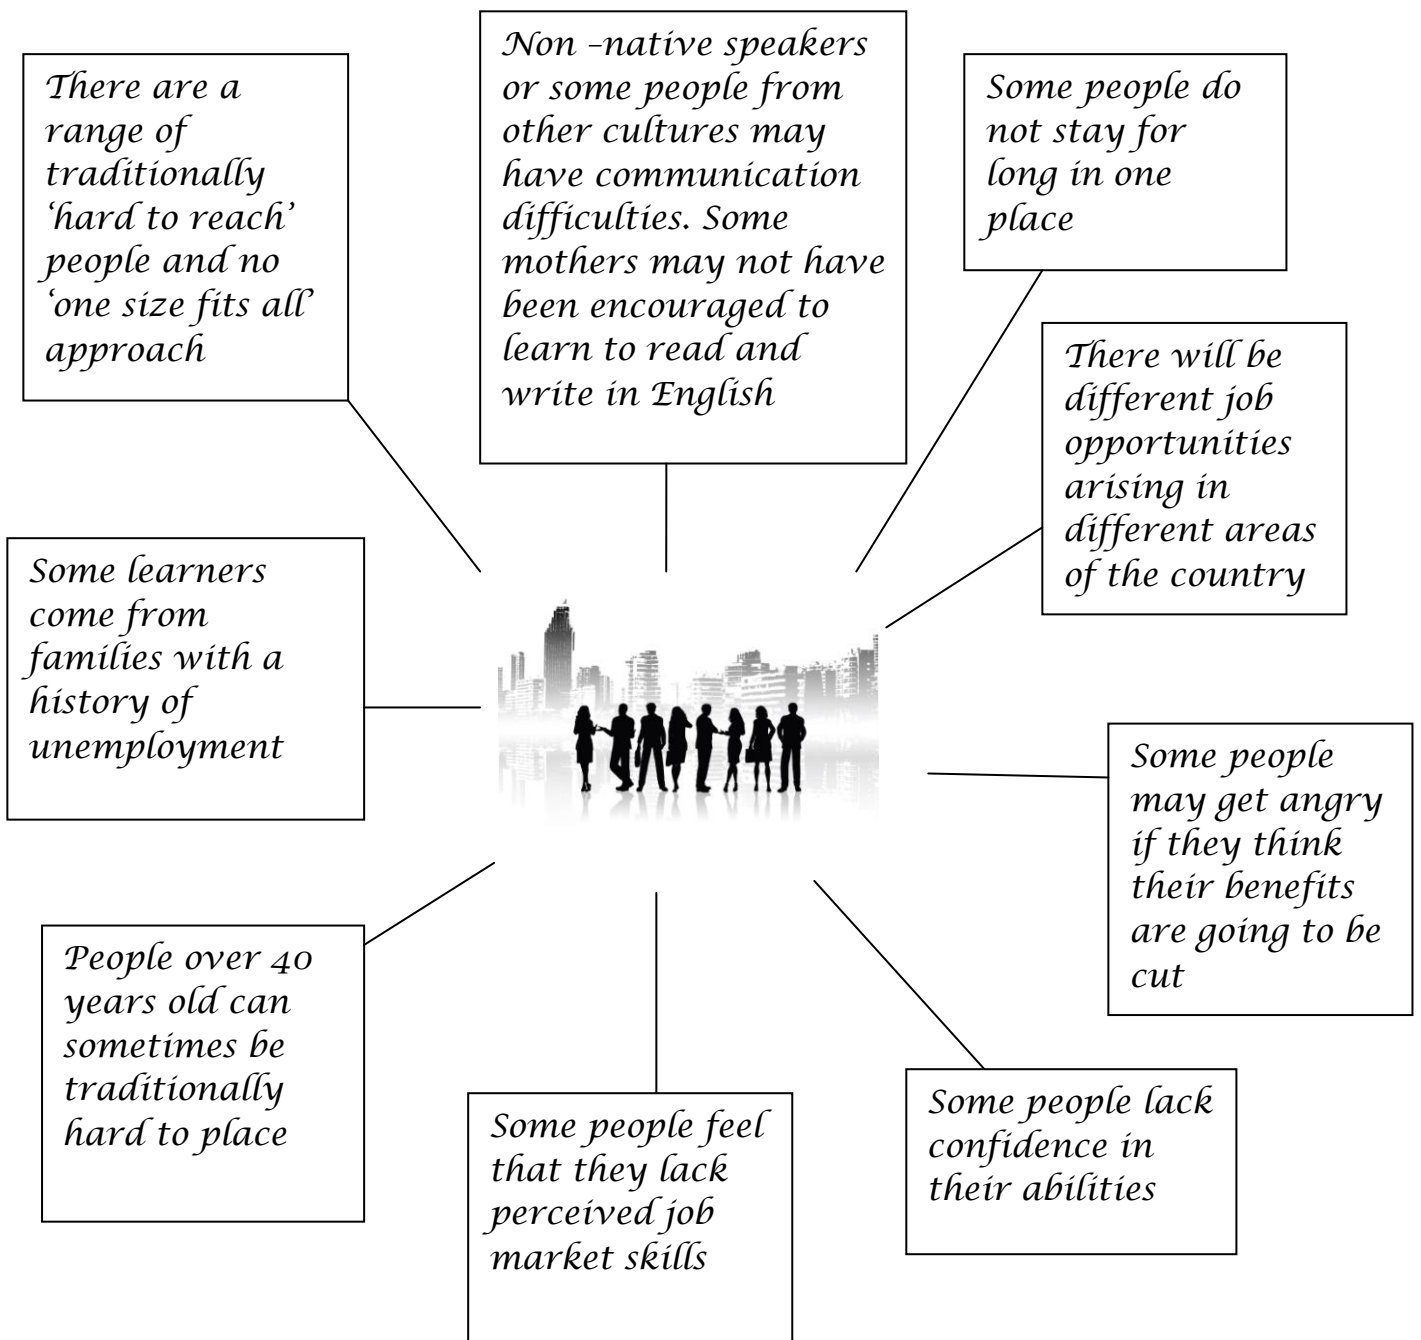 There are a
range of
traditionally
‘hard to reach’
people and no
‘one size fits all’
approach
Non –native speakers
or some people from
other cultures may
have communication
difficulties. Some
mothers may not have
been encouraged to
learn to read and
write in English
Some people do
not stay for
long in one
place
There will be
different job
opportunities
arising in
different areas
of the country
Some learners
come from
families with a
history of
unemployment
Some people
may get angry
if they think
their benefits
are going to be
cut
People over 40
years old can
sometimes be
traditionally
hard to place
Some people feel
that they lack
perceived job
market skills
Some people lack
confidence in
their abilities